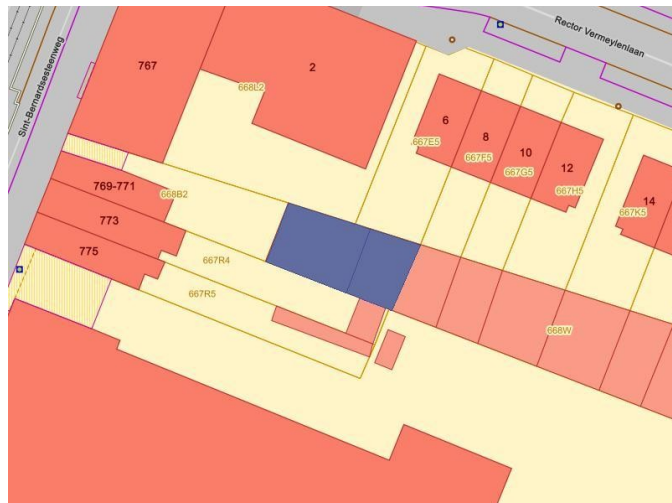 Rector Vermeylenlaan
Sint-Bernardsesteenweg
767
2
668L2
6
667E5
8
667F5
10
667G5
12
667H5
14
667K5
769-771
668B2
773
775
667R4
667R5
668W